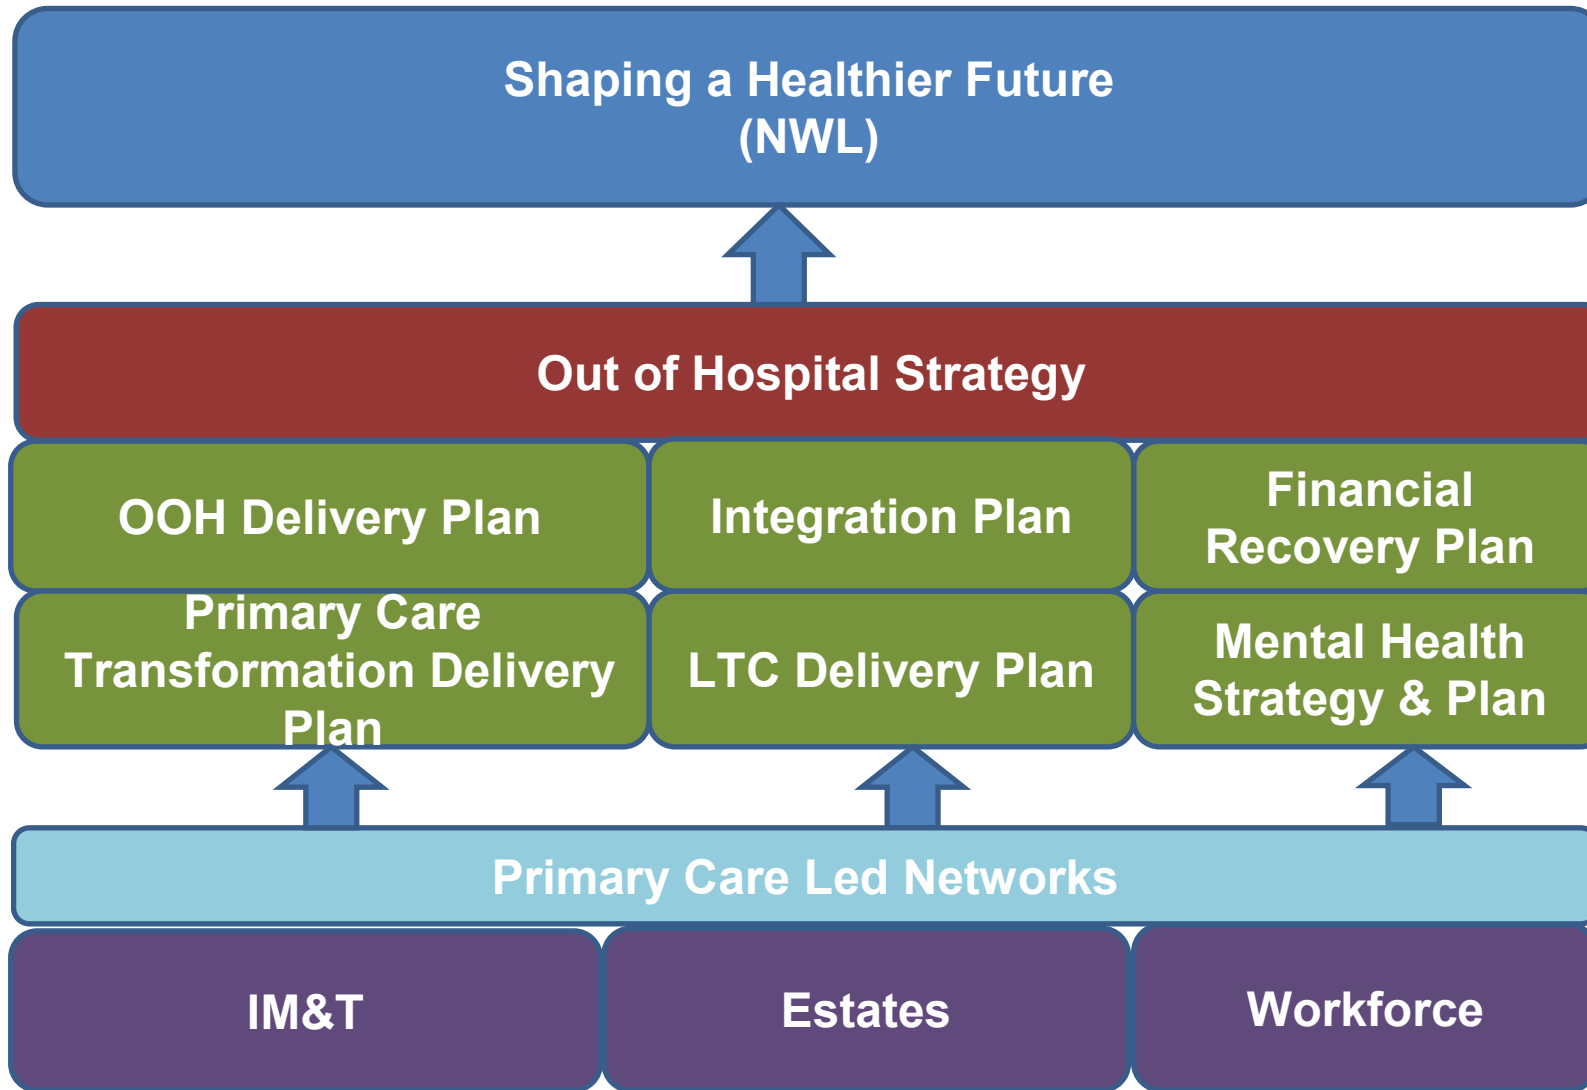 Shaping a Healthier Future
(NWL)
Out of Hospital Strategy
OOH Delivery Plan
Integration Plan
Financial
Recovery Plan
Primary Care
Transformation Delivery
Plan
LTC Delivery Plan
Mental Health
Strategy & Plan
Primary Care Led Networks
IM&T
Estates
Workforce